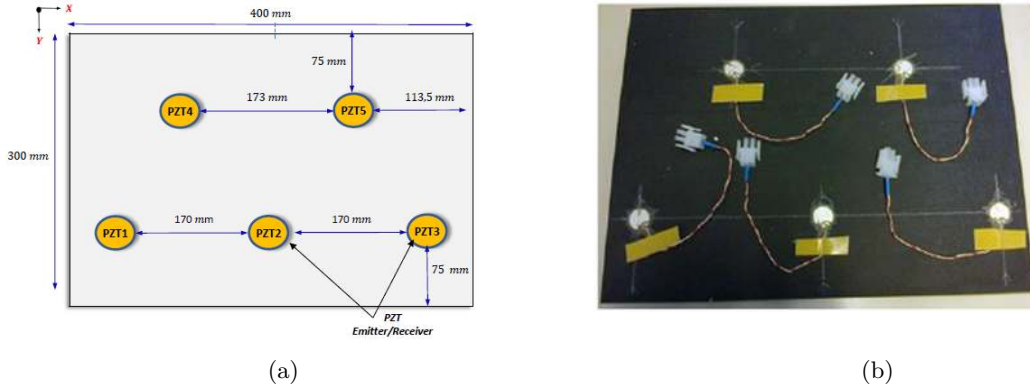 X
400 mm
Y
75 mm
173 mm
113,5 mm
PZT4
PZT5
300 mm
170 mm
170 mm
PZT1
PZT2
PZT3
75 mm
PZT
Emitter/Receiver
(a)
(b)